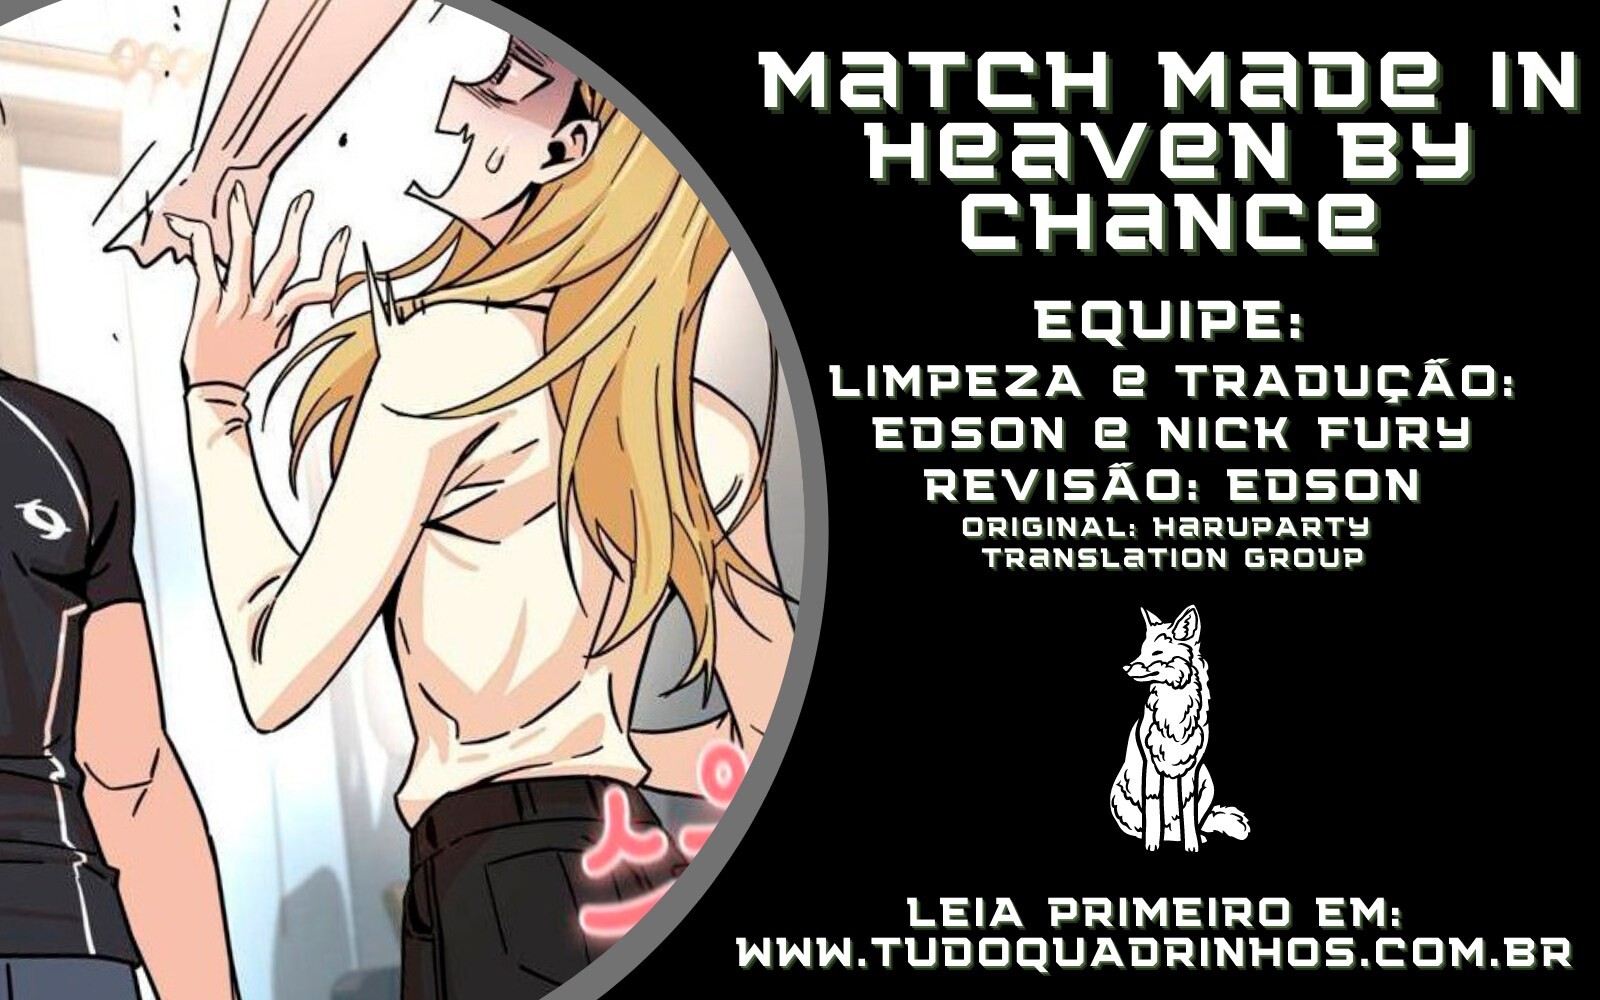 MATCH MADE IN
HEAVEN BY
CHANCE
EQUIPE:
LIMPEZA E TRADUÇÃO:
EDSON E NICK FURY
REVISÃO: EDSON
ORIGINAL: HARUPARTY
TRANSLATION GROUP
LEIA PRIMEIRO EM:
WWW.TUDOQUADRINHOS.COM.BR